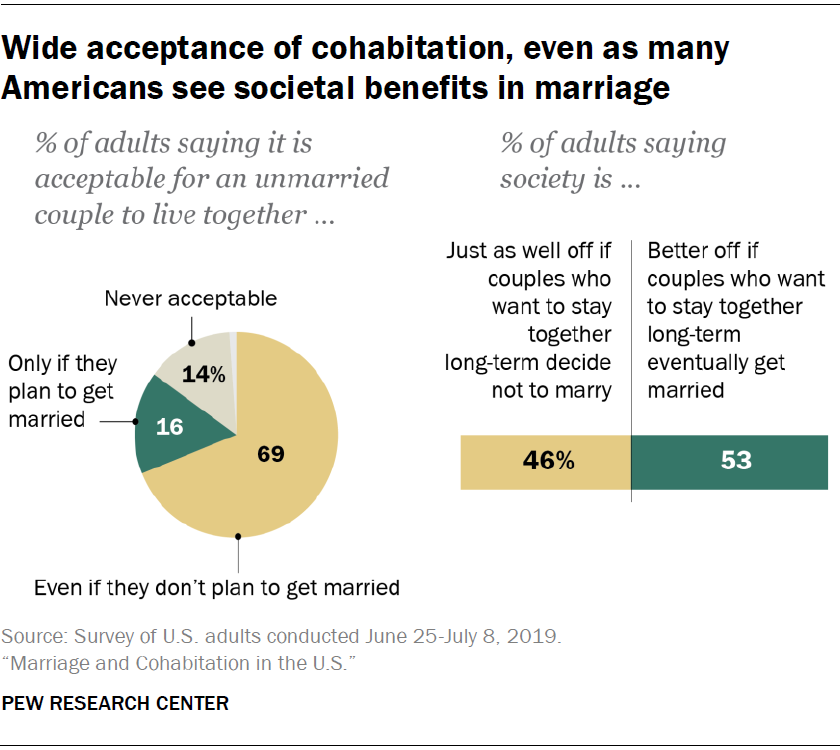 Wide acceptance of cohabitation, even as many
Americans see societal benefits in marriage
% of adults saying it is
acceptable for an unmarried
couple to live together ...
Never acceptable
Only if they
plan to get
married
14%
16
69
Even if they don’t plan to get married
% of adults saying
society is ...
Just as well off if
couples who
want to stay
together
long-term decide
not to marry
Better off if
couples who want
to stay together
long-term
eventually get
married
46%
53
Source: Survey of U.S. adults conducted June 25-July 8, 2019.
“Marriage and Cohabitation in the U.S.”
PEW RESEARCH CENTER